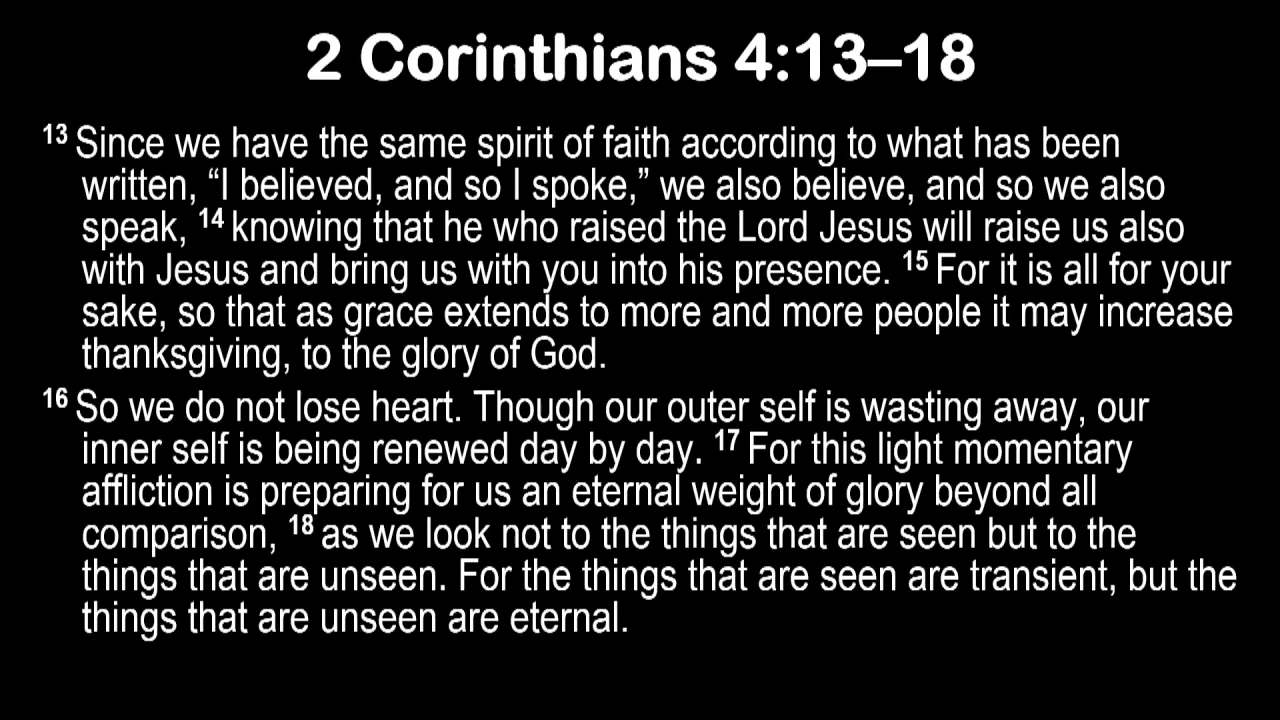 2 Corinthians 4:13–18
13 Since we have the same spirit of faith according to what has been
written, “I believed, and so I spoke,” we also believe, and so we also
speak, 14 knowing that he who raised the Lord Jesus will raise us also
with Jesus and bring us with you into his presence. 15 For it is all for your
sake, so that as grace extends to more and more people it may increase
thanksgiving, to the glory of God.
16 So we do not lose heart. Though our outer self is wasting away, our
inner self is being renewed day by day. 17 For this light momentary
affliction is preparing for us an eternal weight of glory beyond all
comparison, 18 as we look not to the things that are seen but to the
things that are unseen. For the things that are seen are transient, but the
things that are unseen are eternal.